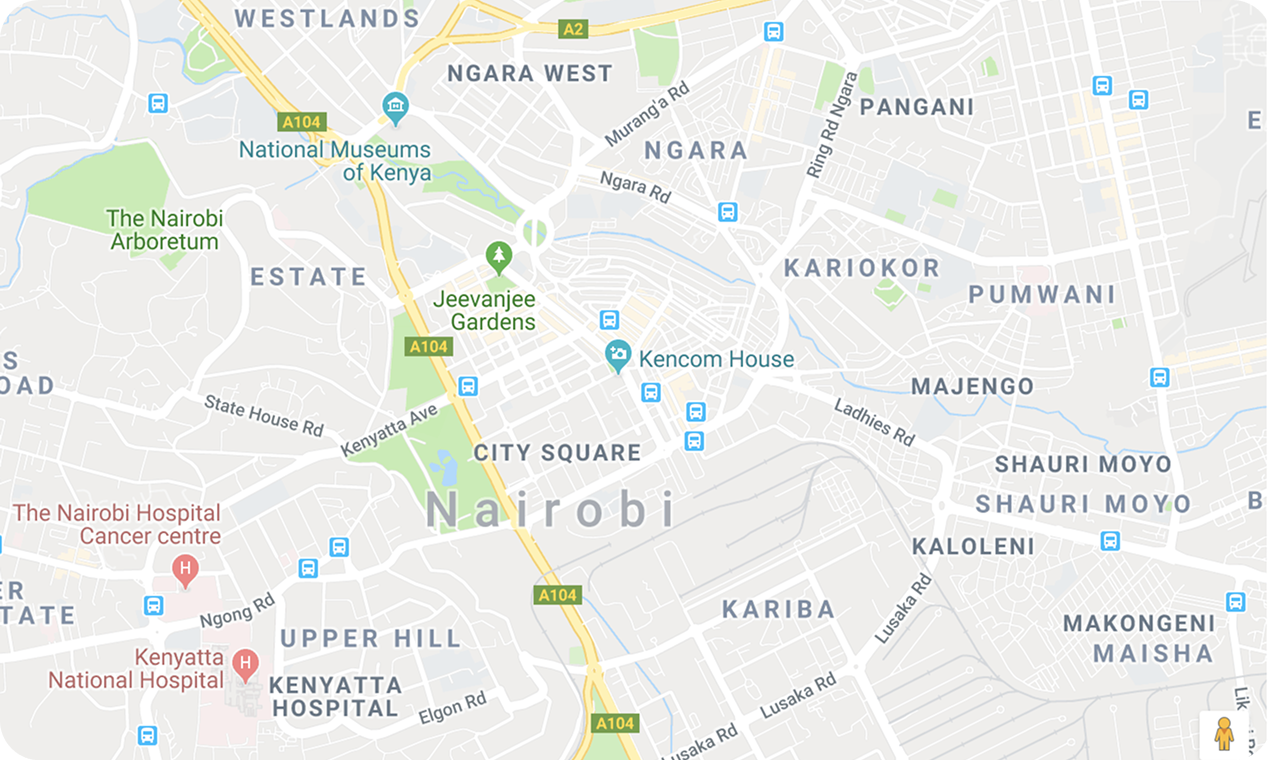 WESTLANDS
A2
NGARA WEST
PANGANI
E
A104
National Museums
of Kenya
Murang'a Rd
NGARA
Ring Rd Ngara
Ngara Rd
The Nairobi
Arboretum
ESTATE
Jeevanjee
Gardens
KARIOKOR
PUMWANI
A104
Kencom House
S
OAD
MAJENGO
State House Rd
Kenyatta Ave
Ladhies Rd
CITY SQUARE
SHAURI MOYO
SHAURI MOYO
B
Nairobi
The Nairobi Hospital
Cancer centre
H
KALOLENI
ER
TATE
A104
Ngong Rd
KARIBA
Lusaka Rd
MAKONGENI
MAISHA
UPPER HILL
Kenyatta
National Hospital
H
KENYATTA
HOSPITAL
Elgon Rd
Lusaka Rd
A104
Lusaka Rd
Lik